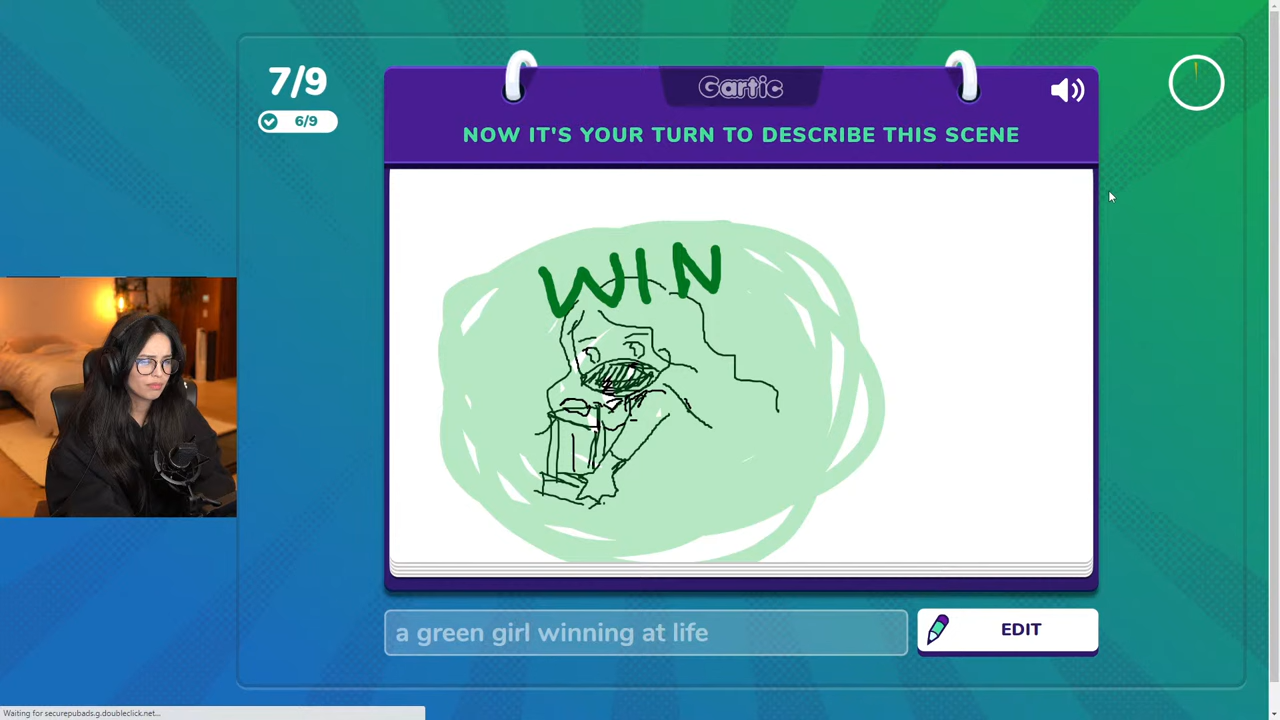 7/9
6/9
Gartic
NOW IT'S YOUR TURN TO DESCRIBE THIS SCENE
WIN
a green girl winning at life
EDIT
Waiting for securepubads.g.doubleclick.net...